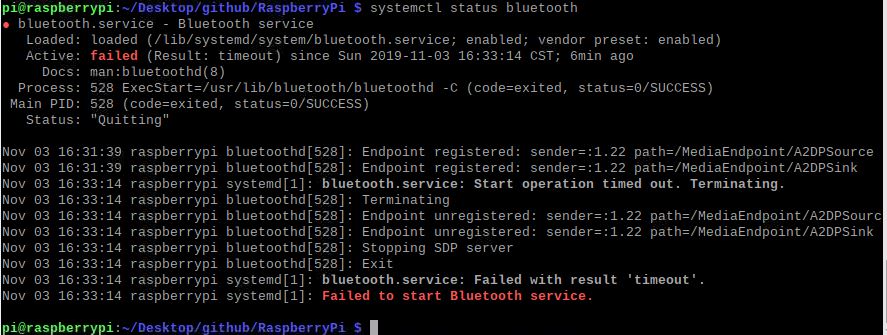 pi@raspberrypi:~/Desktop/github/RaspberryPi $ systemctl status bluetooth
● bluetooth.service - Bluetooth service
   Loaded: loaded (/lib/systemd/system/bluetooth.service; enabled; vendor preset: enabled)
   Active: failed (Result: timeout) since Sun 2019-11-03 16:33:14 CST; 6min ago
     Docs: man:bluetoothd(8)
  Process: 528 ExecStart=/usr/lib/bluetooth/bluetoothd -C (code=exited, status=0/SUCCESS)
 Main PID: 528 (code=exited, status=0/SUCCESS)
   Status: "Quitting"

Nov 03 16:31:39 raspberrypi bluetoothd[528]: Endpoint registered: sender=:1.22 path=/MediaEndpoint/A2DPSource
Nov 03 16:31:39 raspberrypi bluetoothd[528]: Endpoint registered: sender=:1.22 path=/MediaEndpoint/A2DPSink
Nov 03 16:33:14 raspberrypi systemd[1]: bluetooth.service: Start operation timed out. Terminating.
Nov 03 16:33:14 raspberrypi bluetoothd[528]: Terminating
Nov 03 16:33:14 raspberrypi bluetoothd[528]: Endpoint unregistered: sender=:1.22 path=/MediaEndpoint/A2DPSourc
Nov 03 16:33:14 raspberrypi bluetoothd[528]: Endpoint unregistered: sender=:1.22 path=/MediaEndpoint/A2DPSink
Nov 03 16:33:14 raspberrypi bluetoothd[528]: Stopping SDP server
Nov 03 16:33:14 raspberrypi bluetoothd[528]: Exit
Nov 03 16:33:14 raspberrypi systemd[1]: bluetooth.service: Failed with result 'timeout'.
Nov 03 16:33:14 raspberrypi systemd[1]: Failed to start Bluetooth service.

pi@raspberrypi:~/Desktop/github/RaspberryPi $